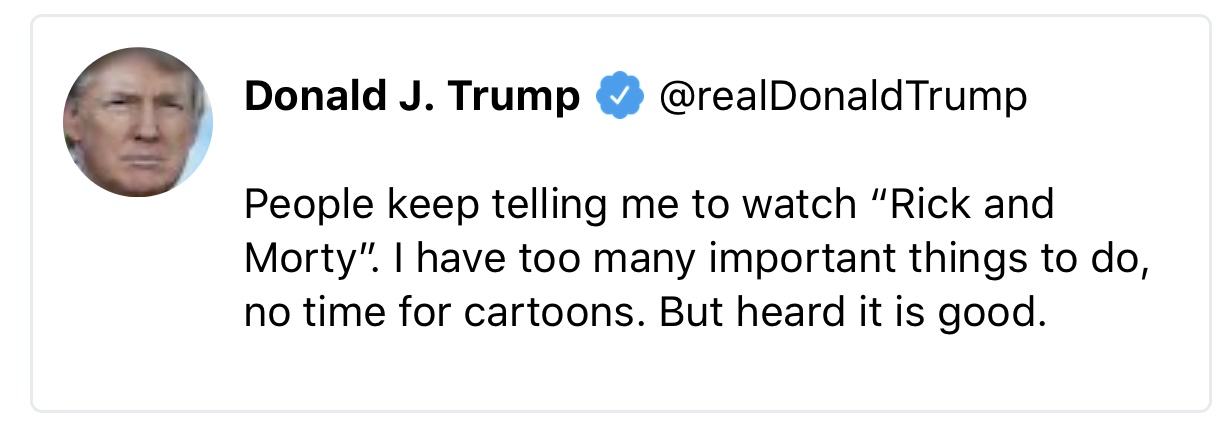 Donald J. Trump @realDonaldTrump
People keep telling me to watch “Rick and
Morty”. I have too many important things to do,
no time for cartoons. But heard it is good.